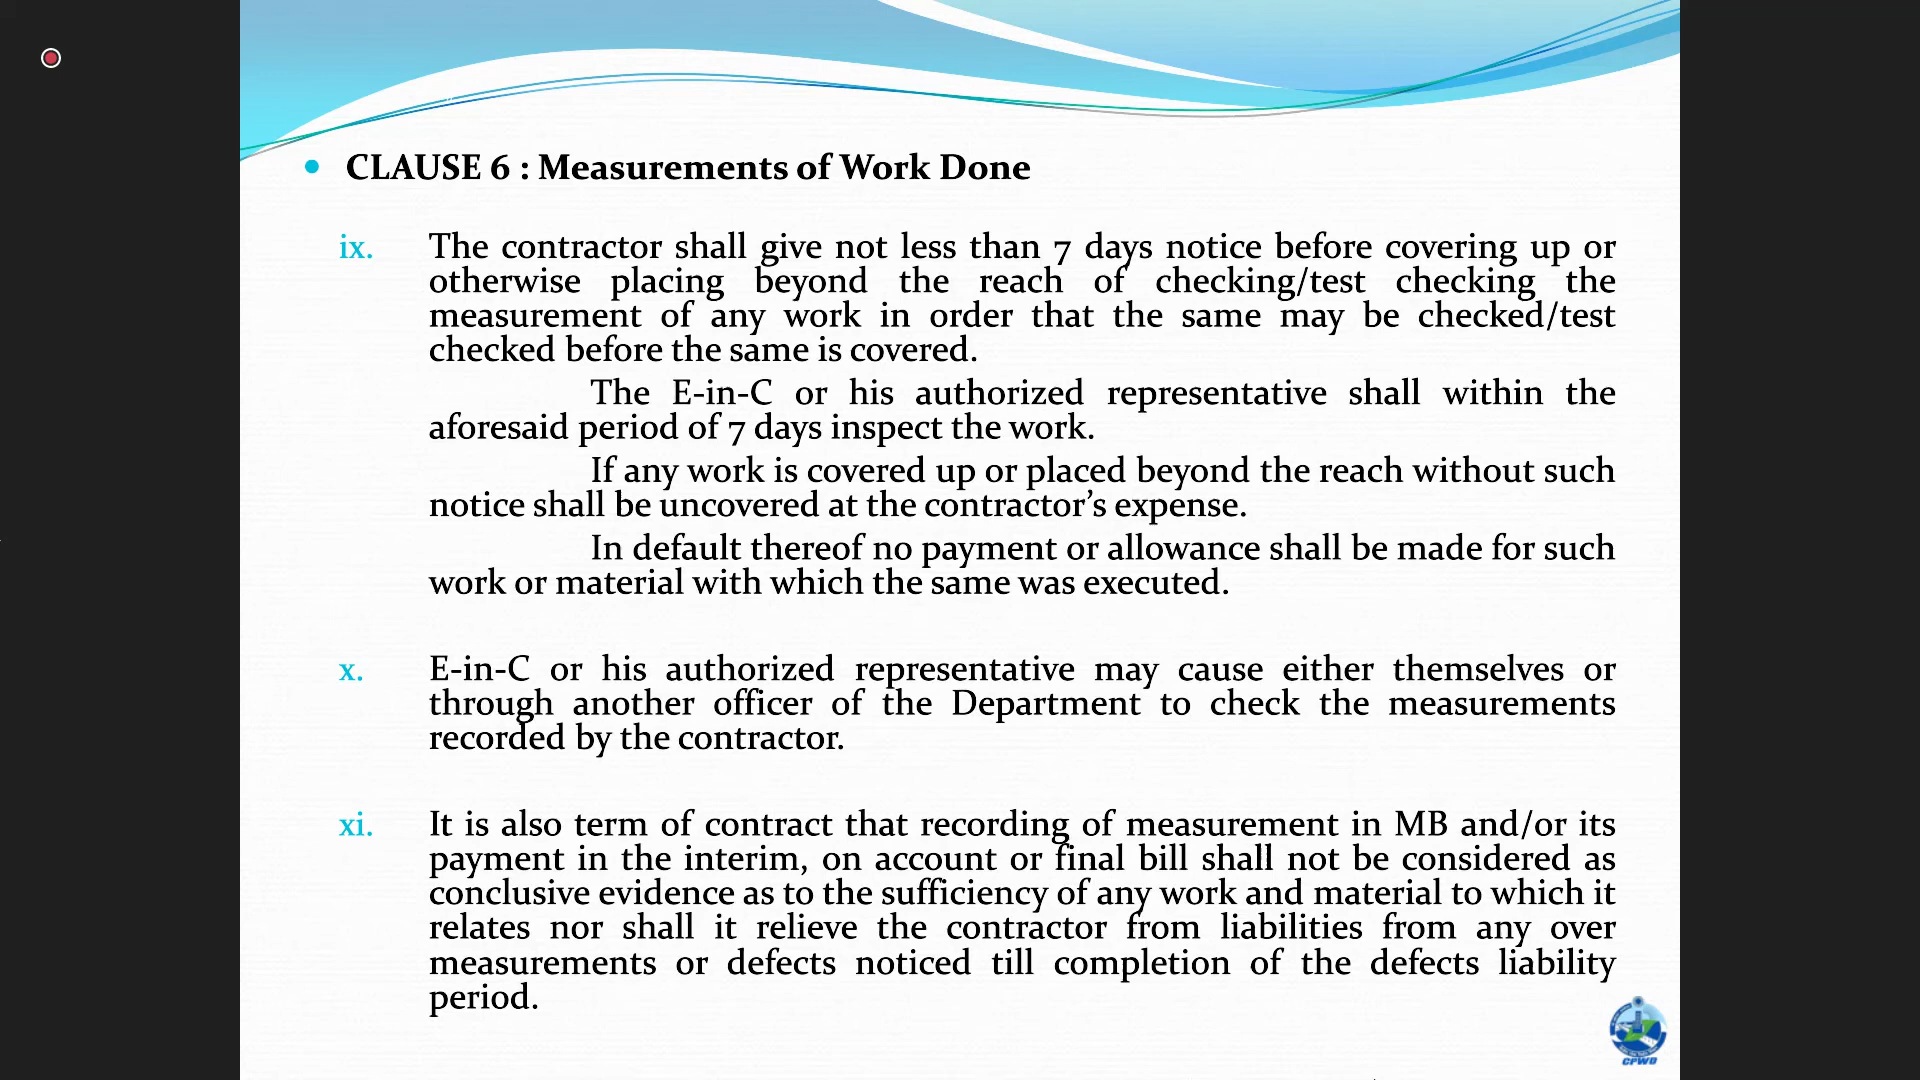 CLAUSE 6 : Measurements of Work Done
ix. The contractor shall give not less than 7 days notice before covering up or
otherwise placing beyond the reach of checking/test checking the
measurement of any work in order that the same may be checked/test
checked before the same is covered.
The E-in-C or his authorized representative shall within the
aforesaid period of 7 days inspect the work.
If any work is covered up or placed beyond the reach without such
notice shall be uncovered at the contractor’s expense.
In default thereof no payment or allowance shall be made for such
work or material with which the same was executed.
x. E-in-C or his authorized representative may cause either themselves or
through another officer of the Department to check the measurements
recorded by the contractor.
xi. It is also term of contract that recording of measurement in MB and/or its
payment in the interim, on account or final bill shall not be considered as
conclusive evidence as to the sufficiency of any work and material to which it
relates nor shall it relieve the contractor from liabilities from any over
measurements or defects noticed till completion of the defects liability
period.
CPWD